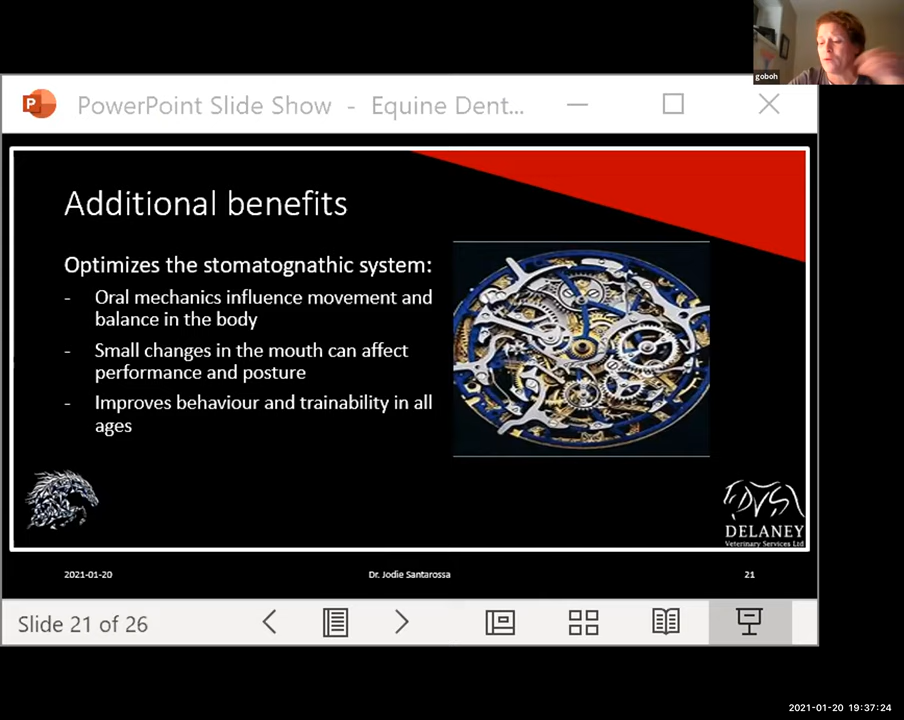 goboh
P PowerPoint Slide Show - Equine Dent...
Additional benefits
Optimizes the stomatognathic system:
- Oral mechanics influence movement and
balance in the body
- Small changes in the mouth can affect
performance and posture
- Improves behaviour and trainability in all
ages
DVS
DELANEY
Veterinary Services Ltd
2021-01-20
Dr. Jodie Santarossa
21
Slide 21 of 26
2021-01-20 19:37:24